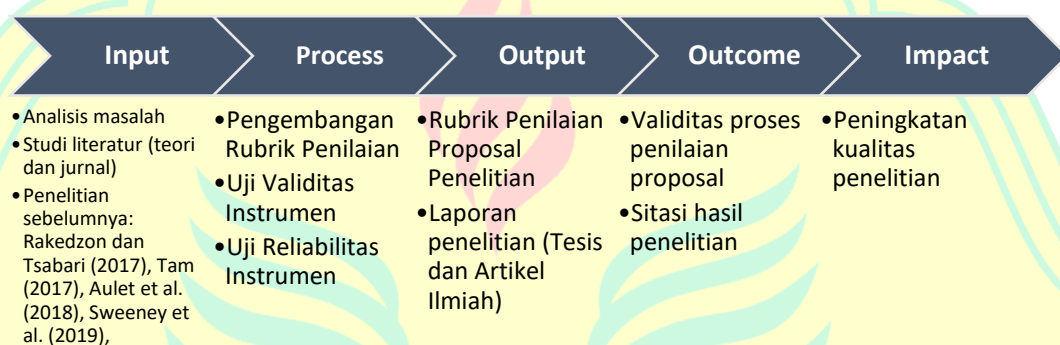 Input
Process
Output
Outcome
Impact
•Analisis masalah
•Studi literatur (teori
dan jurnal)
•Penelitian
sebelumnya:
Rakedzon dan
Tsabari (2017), Tam
(2017), Aulet et al.
(2018), Sweeney et
al. (2019),
•Pengembangan
Rubrik Penilaian
•Uji Validitas
Instrumen
•Uji Reliabilitas
Instrumen
•Rubrik Penilaian
Proposal
Penelitian
•Laporan
penelitian (Tesis
dan Artikel
Ilmiah)
•Validitas proses
penilaian
proposal
•Sitasi hasil
penelitian
•Peningkatan
kualitas
penelitian